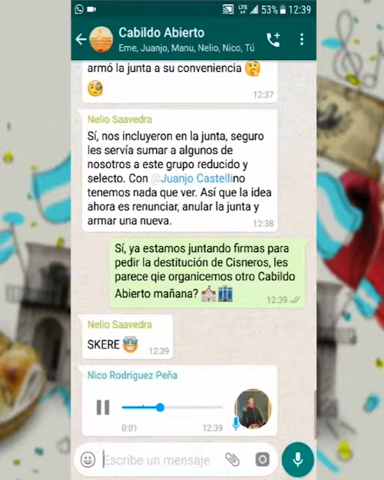 LTE 53% 12:39
Cabildo Abierto
Eme, Juanjo, Manu, Nelio, Nico, Tú
armó la junta a su conveniencia
12:37
Nelio Saavedra
Sí, nos incluyeron en la junta, seguro
les servía sumar a algunos de
nosotros a este grupo reducido y
selecto. Con @Juanjo Castellino
tenemos nada que ver. Así que la idea
ahora es renunciar, anular la junta y
armar una nueva.
12:38
Sí, ya estamos juntando firmas para
pedir la destitución de Cisneros, les
parece qie organicemos otro Cabildo
Abierto mañana?
12:39
Nelio Saavedra
SKERE
12:39
Nico Rodríguez Peña
0:01 12:39
Escribe un mensaje